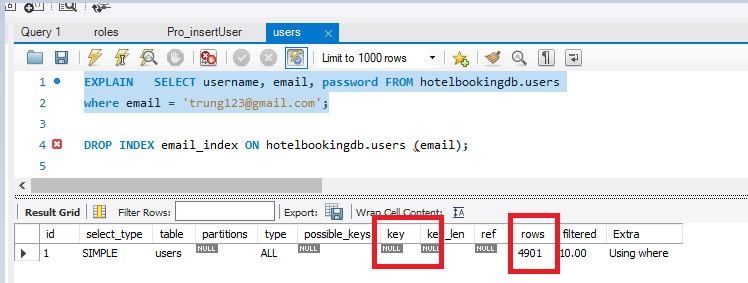 Query 1 roles Pro_insertUser users
Limit to 1000 rows
1 EXPLAIN SELECT username, email, password FROM hotelbookingdb.users
2 where email = 'trung123@gmail.com';
3
4 DROP INDEX email_index ON hotelbookingdb.users (email);
5
Result Grid Filter Rows: Export: Wrap Cell Content: IA
id select_type table partitions type possible_keys key key_len ref rows filtered Extra
1 SIMPLE users NULL ALL NULL NULL NULL NULL 4901 10.00 Using where